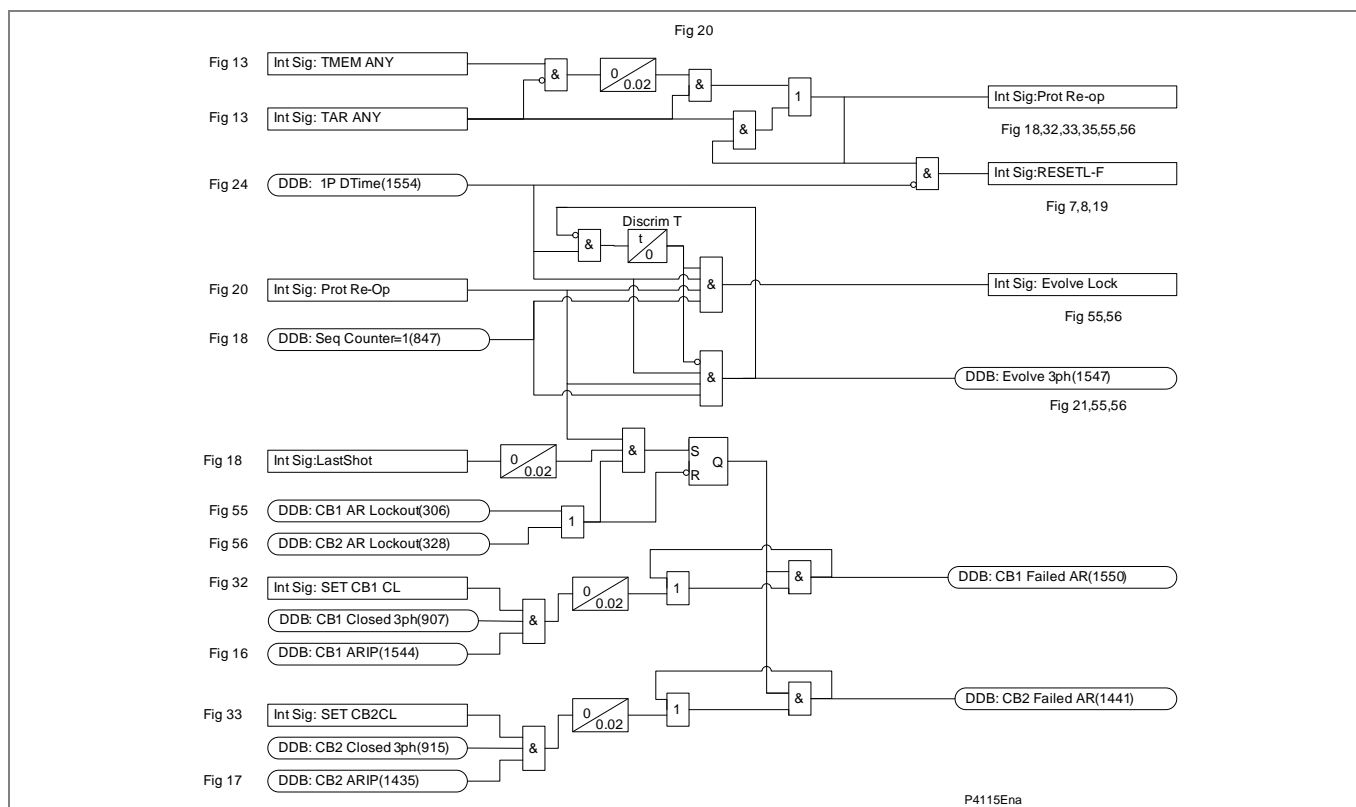 Fig 20
Fig 13
Int Sig: TMEM ANY
&
0
0.02
&
1
Int Sig:Prot Re-op
Fig 13
Int Sig: TAR ANY
&
Fig 18,32,33,35,55,56
Fig 24
DDB: 1P DTime(1554)
&
Int Sig:RESETL-F
Fig 7,8,19
Discrim T
&
t
0
Fig 20
Int Sig: Prot Re-Op
&
Int Sig: Evolve Lock
Fig 55,56
Fig 18
DDB: Seq Counter=1(847)
&
DDB: Evolve 3ph(1547)
Fig 21,55,56
Fig 18
Int Sig:LastShot
0
0.02
&
S
Q
R
Fig 55
DDB: CB1 AR Lockout(306)
1
Fig 56
DDB: CB2 AR Lockout(328)
Fig 32
Int Sig: SET CB1 CL
0
0.02
1
&
DDB: CB1 Failed AR(1550)
DDB: CB1 Closed 3ph(907)
&
Fig 16
DDB: CB1 ARIP(1544)
Fig 33
Int Sig: SET CB2CL
0
0.02
1
&
DDB: CB2 Failed AR(1441)
DDB: CB2 Closed 3ph(915)
&
Fig 17
DDB: CB2 ARIP(1435)
P4115Ena